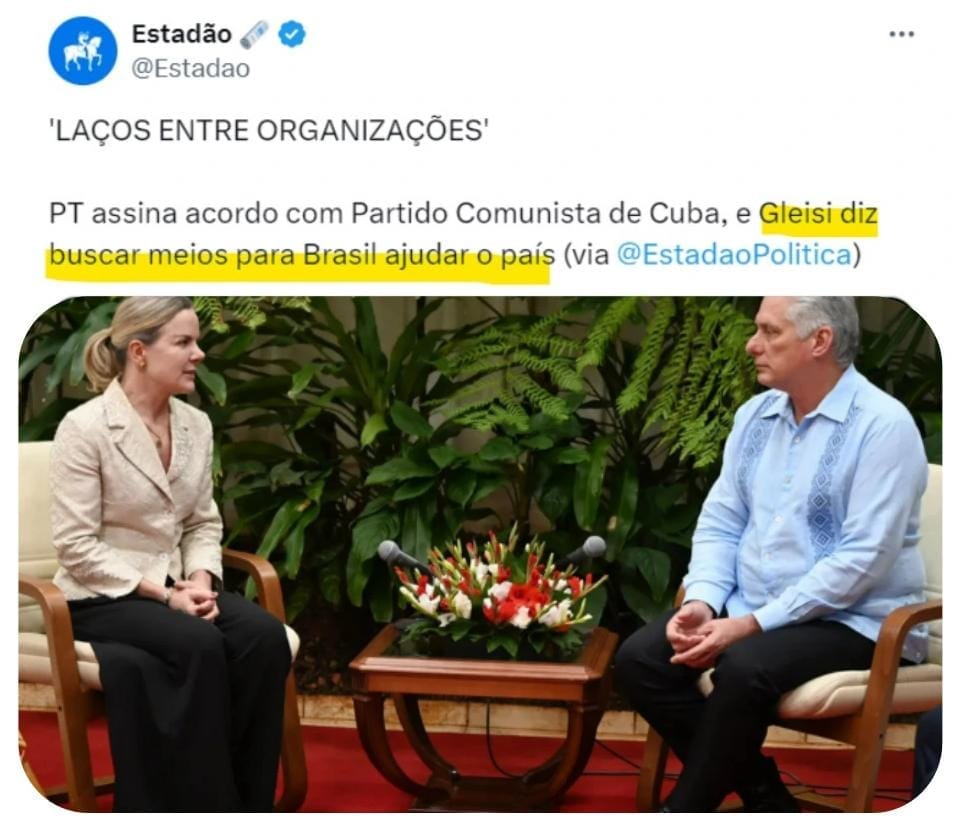 Estadão
@Estadao
'LAÇOS ENTRE ORGANIZAÇÕES'
PT assina acordo com Partido Comunista de Cuba, e Gleisi diz
buscar meios para Brasil ajudar o país (via @EstadaoPolitica)